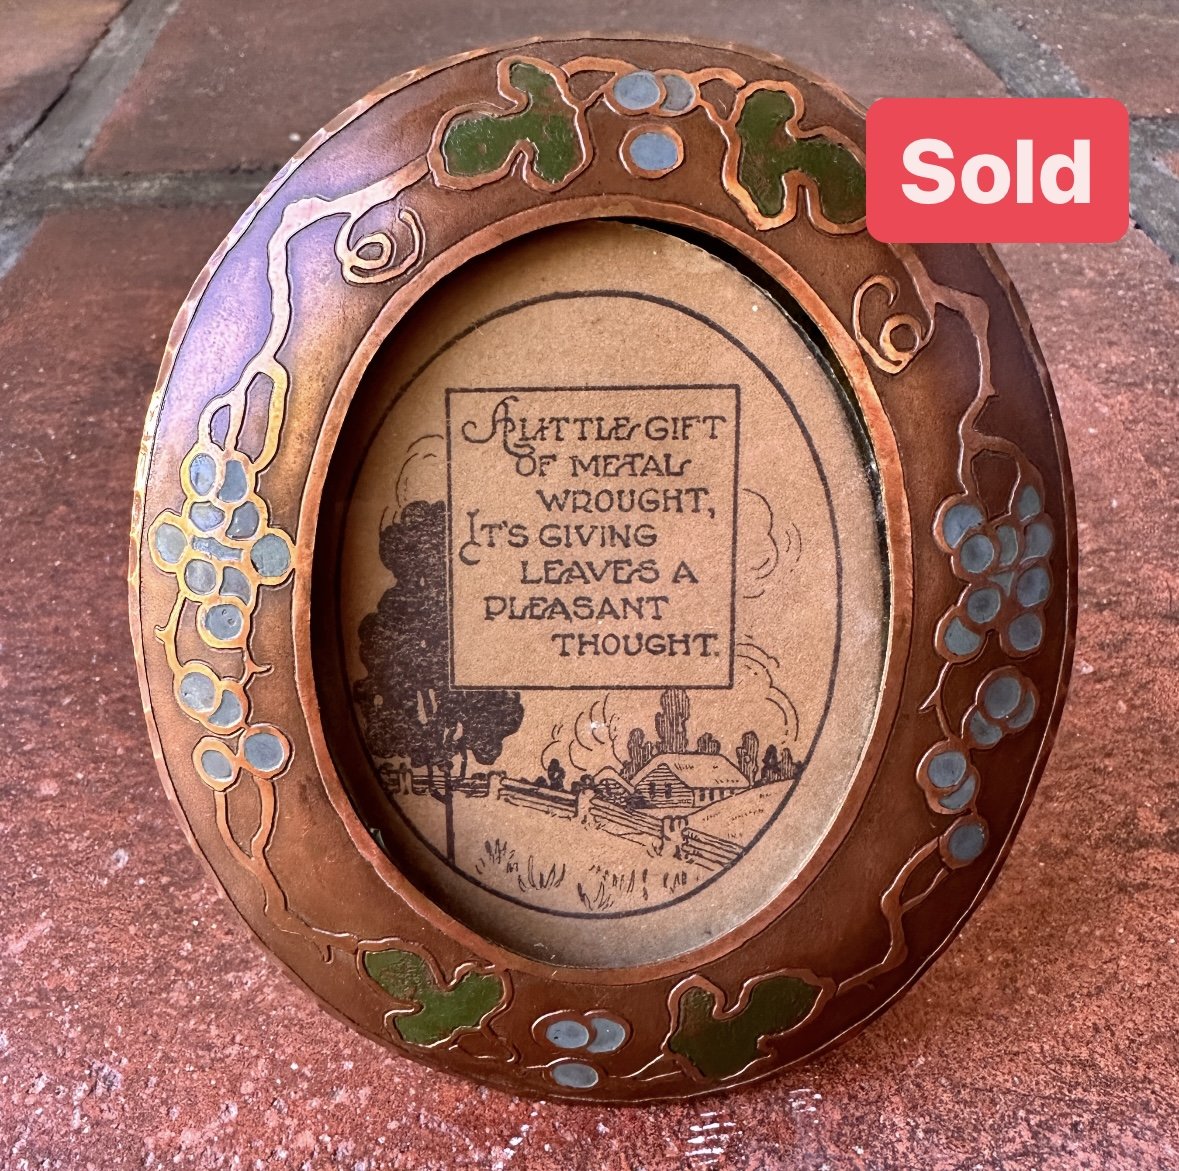 Sold
A LITTLE GIFT
OF METAL
WROUGHT,
IT'S GIVING
LEAVES A
PLEASANT
THOUGHT.